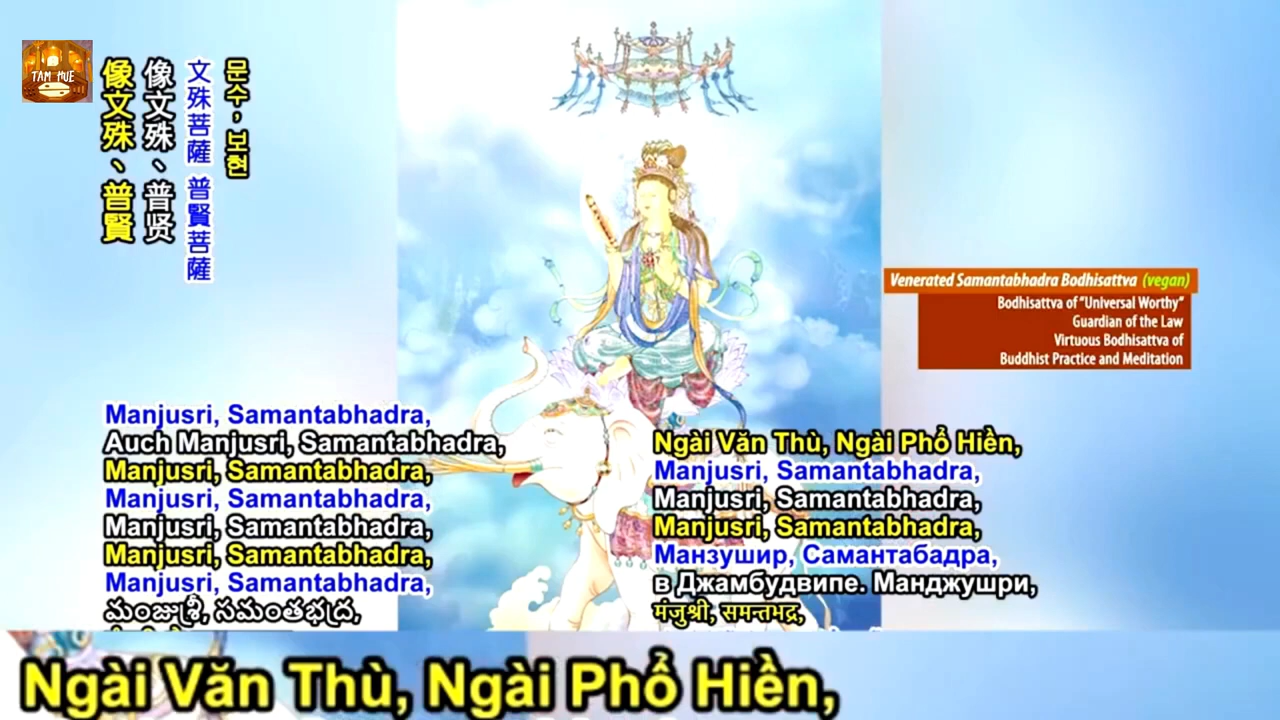 TAM HUE
像文殊、普賢
像文殊、普贤
文殊菩薩 普賢菩薩
문수, 보현
Venerated Samantabhadra Bodhisattva (vegan)
Bodhisattva of “Universal Worthy”
Guardian of the Law
Virtuous Bodhisattva of
Buddhist Practice and Meditation
Manjusri, Samantabhadra,
Auch Manjusri, Samantabhadra,
Manjusri, Samantabhadra,
Manjusri, Samantabhadra,
Manjusri, Samantabhadra,
Manjusri, Samantabhadra,
Manjusri, Samantabhadra,
మంజుశ్రీ, సమంతభద్ర,
Ngài Văn Thù, Ngài Phổ Hiền,
Manjusri, Samantabhadra,
Manjusri, Samantabhadra,
Manjusri, Samantabhadra,
Манзушир, Самантабадра,
в Джамбудвипе. Манджушри,
मंजुश्री, समन्तभद्र,
Ngài Văn Thù, Ngài Phổ Hiền,